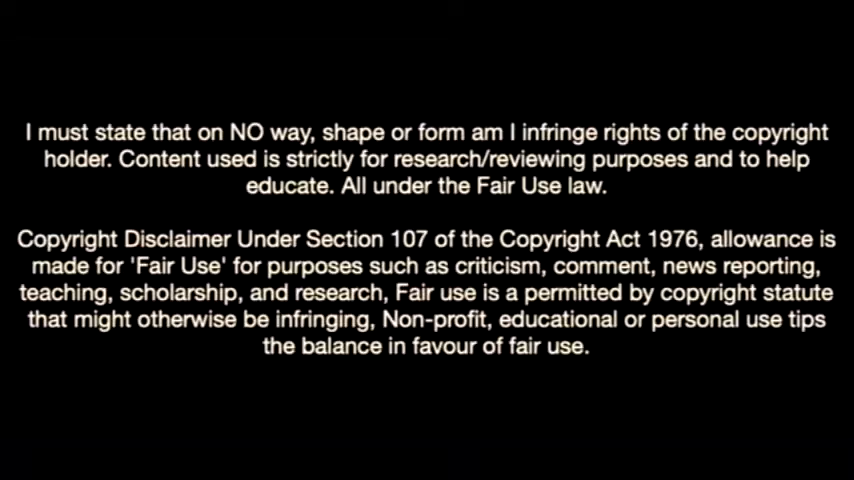 I must state that on NO way, shape or form am I infringe rights of the copyright
holder. Content used is strictly for research/reviewing purposes and to help
educate. All under the Fair Use law.
Copyright Disclaimer Under Section 107 of the Copyright Act 1976, allowance is
made for 'Fair Use' for purposes such as criticism, comment, news reporting,
teaching, scholarship, and research, Fair use is a permitted by copyright statute
that might otherwise be infringing, Non-profit, educational or personal use tips
the balance in favour of fair use.